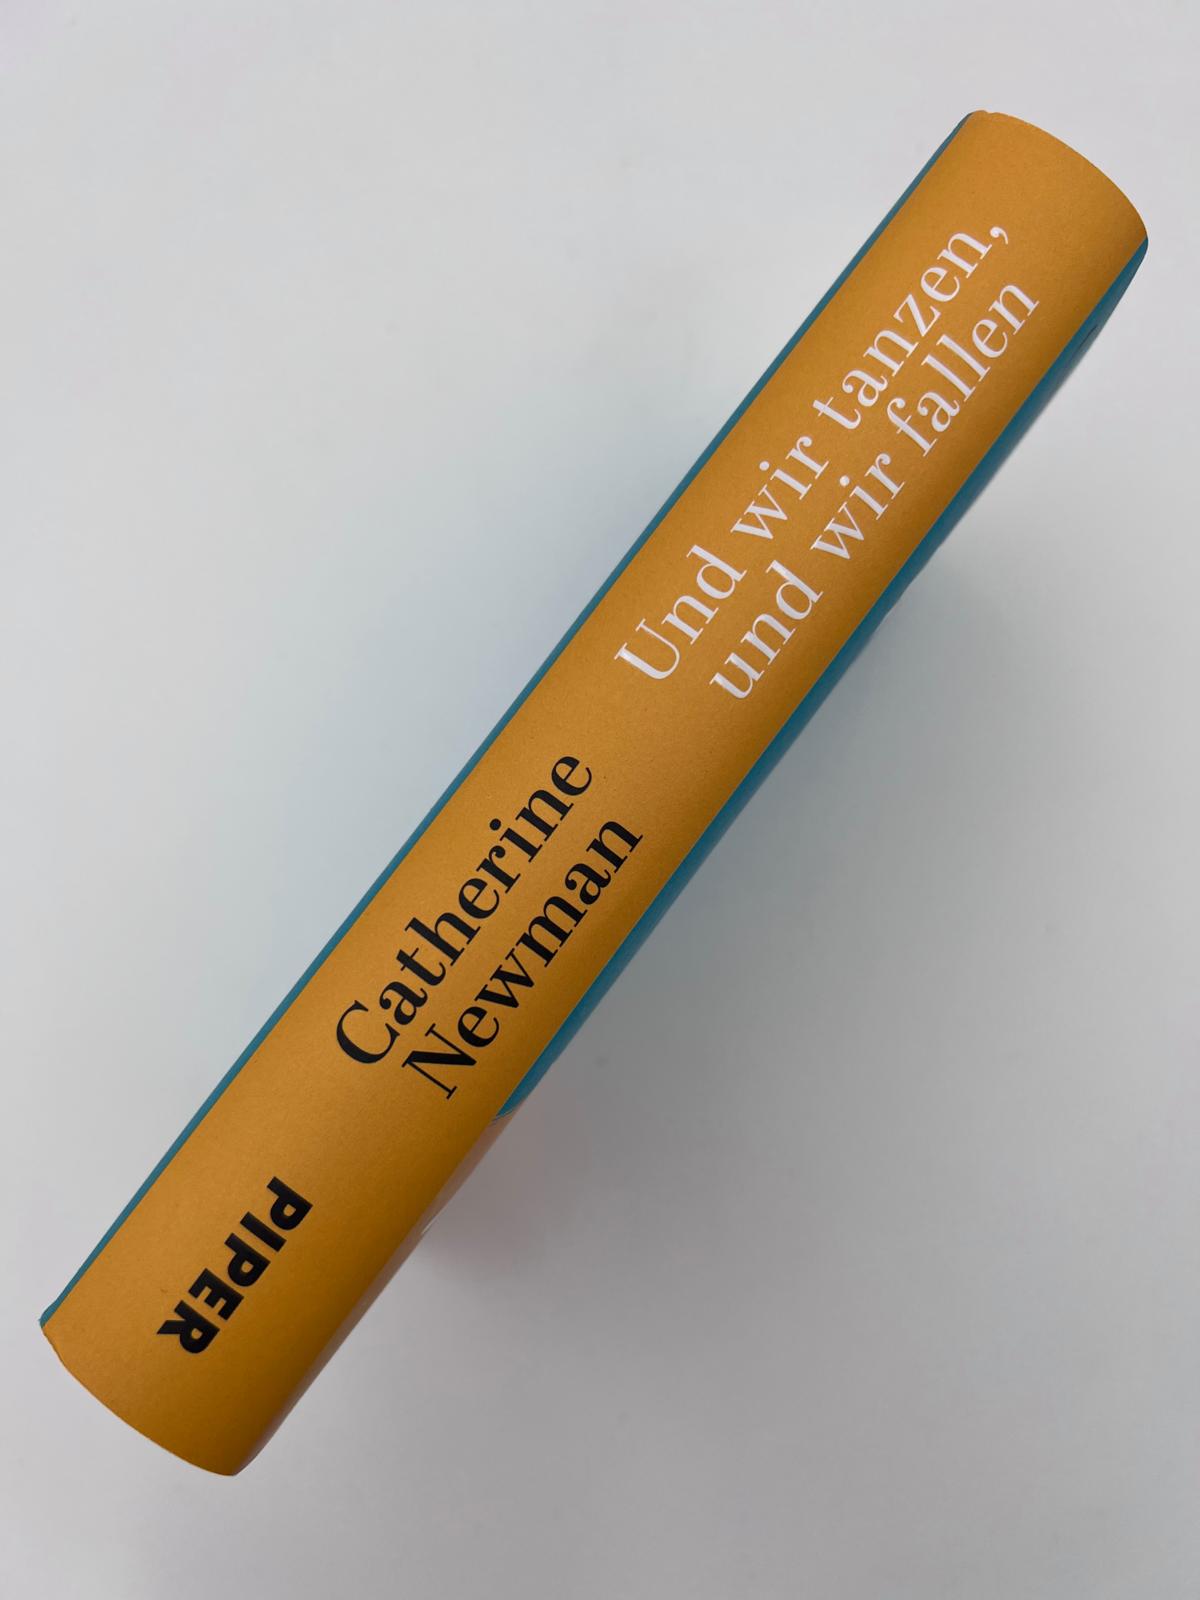 Und wir tanzen,
und wir fallen
Catherine
Newman
PIPER